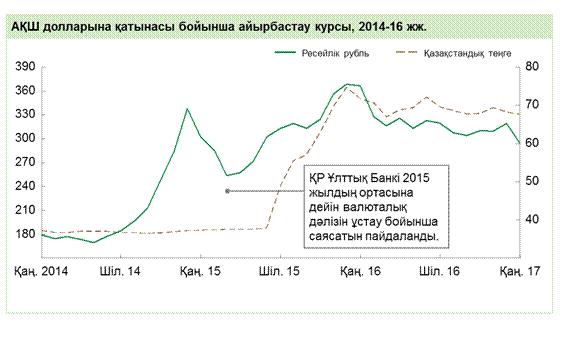 АҚШ долларына қатынасы бойынша айырбастау курсы, 2014-16 жж.
Ресейлік рубль
Қазақстандық теңге
390
360
330
300
270
240
210
180
80
70
60
50
40
ҚР Ұлттық Банкі 2015
жылдың ортасына
дейін валюталық
дәлізін ұстау бойынша
саясатын пайдаланды.
Қаң. 2014
Шіл. 14
Қаң. 15
Шіл. 15
Қаң. 16
Шіл. 16
Қаң. 17